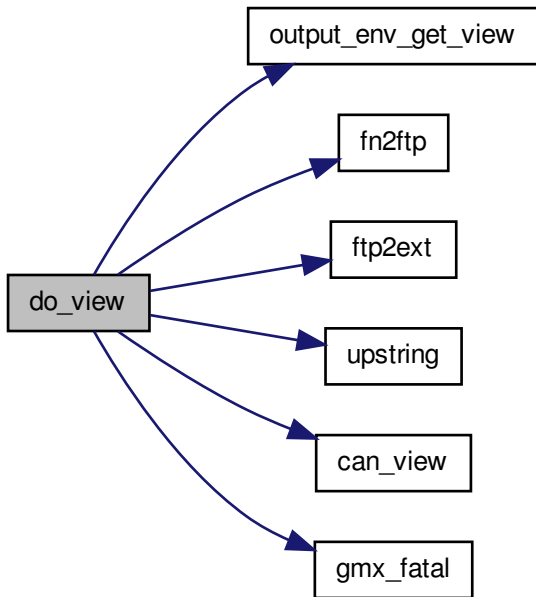 output_env_get_view
fn2ftp
ftp2ext
do_view
upstring
can_view
gmx_fatal